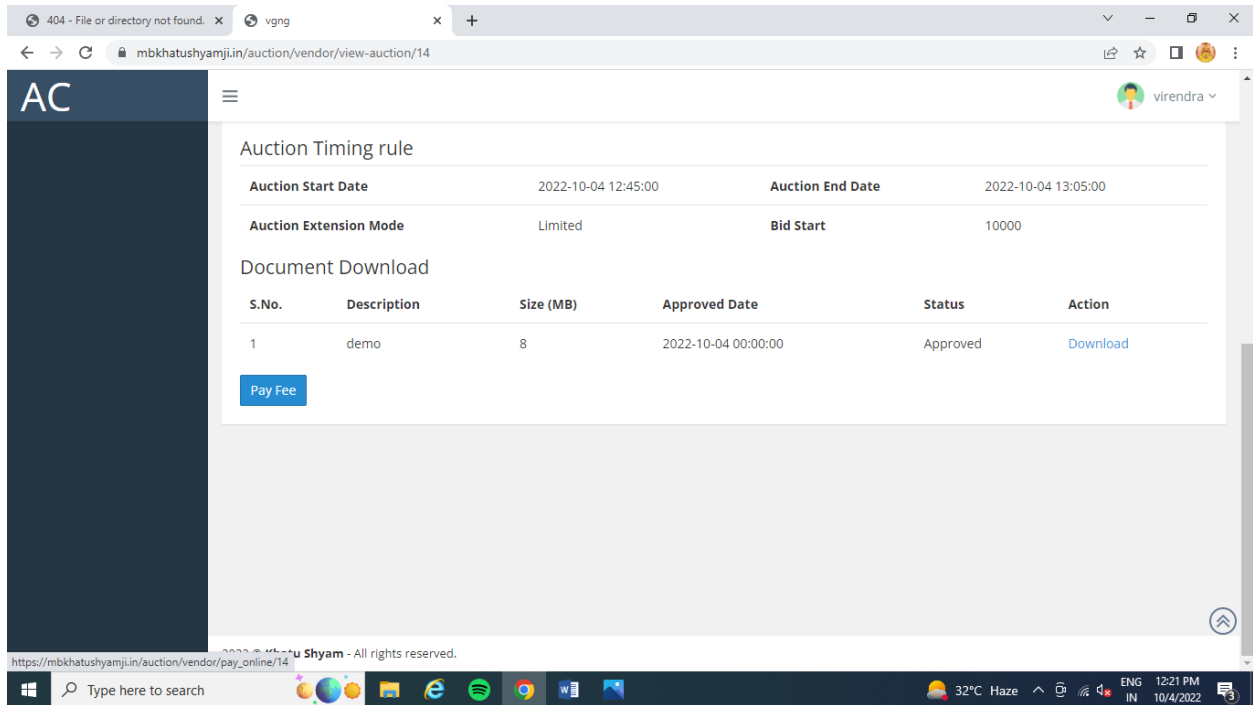 404 - File or directory not found.
vgng
mbkhatushyamji.in/auction/vendor/view-auction/14
AC
virendra
Auction Timing rule
Auction Start Date 2022-10-04 12:45:00 Auction End Date 2022-10-04 13:05:00
Auction Extension Mode Limited Bid Start 10000
Document Download
S.No. Description Size (MB) Approved Date Status Action
1 demo 8 2022-10-04 00:00:00 Approved Download
Pay Fee
2022 © Khatu Shyam - All rights reserved.
https://mbkhatushyamji.in/auction/vendor/pay_online/14
Type here to search
32°C Haze
ENG 12:21 PM
IN 10/4/2022
3